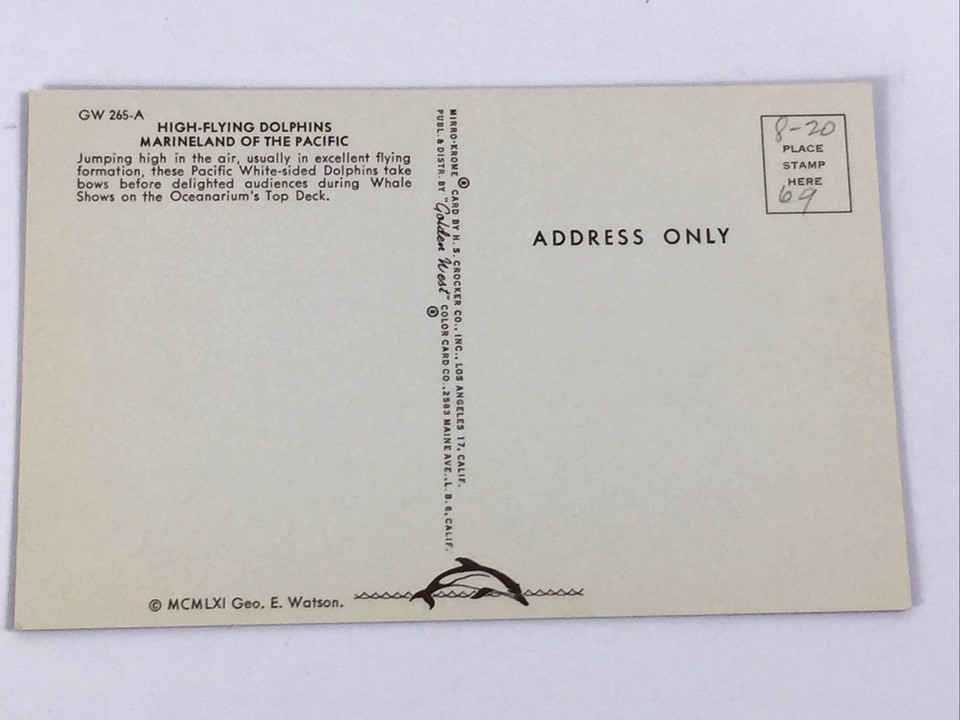 GW 265-A
HIGH-FLYING DOLPHINS
MARINELAND OF THE PACIFIC
Jumping high in the air, usually in excellent flying
formation, these Pacific White-sided Dolphins take
bows before delighted audiences during Whale
Shows on the Oceanarium's Top Deck.
MIRRO-KROME ® CARD BY H. S. CROCKER CO., INC., LOS ANGELES 17, CALIF.
PUBL. & DISTR. BY "Golden West" ® COLOR CARD CO., 2503 MAINE AVE., L. B. 6, CALIF.
8-20
PLACE
STAMP
HERE
69
ADDRESS ONLY
© MCMLXI Geo. E. Watson.